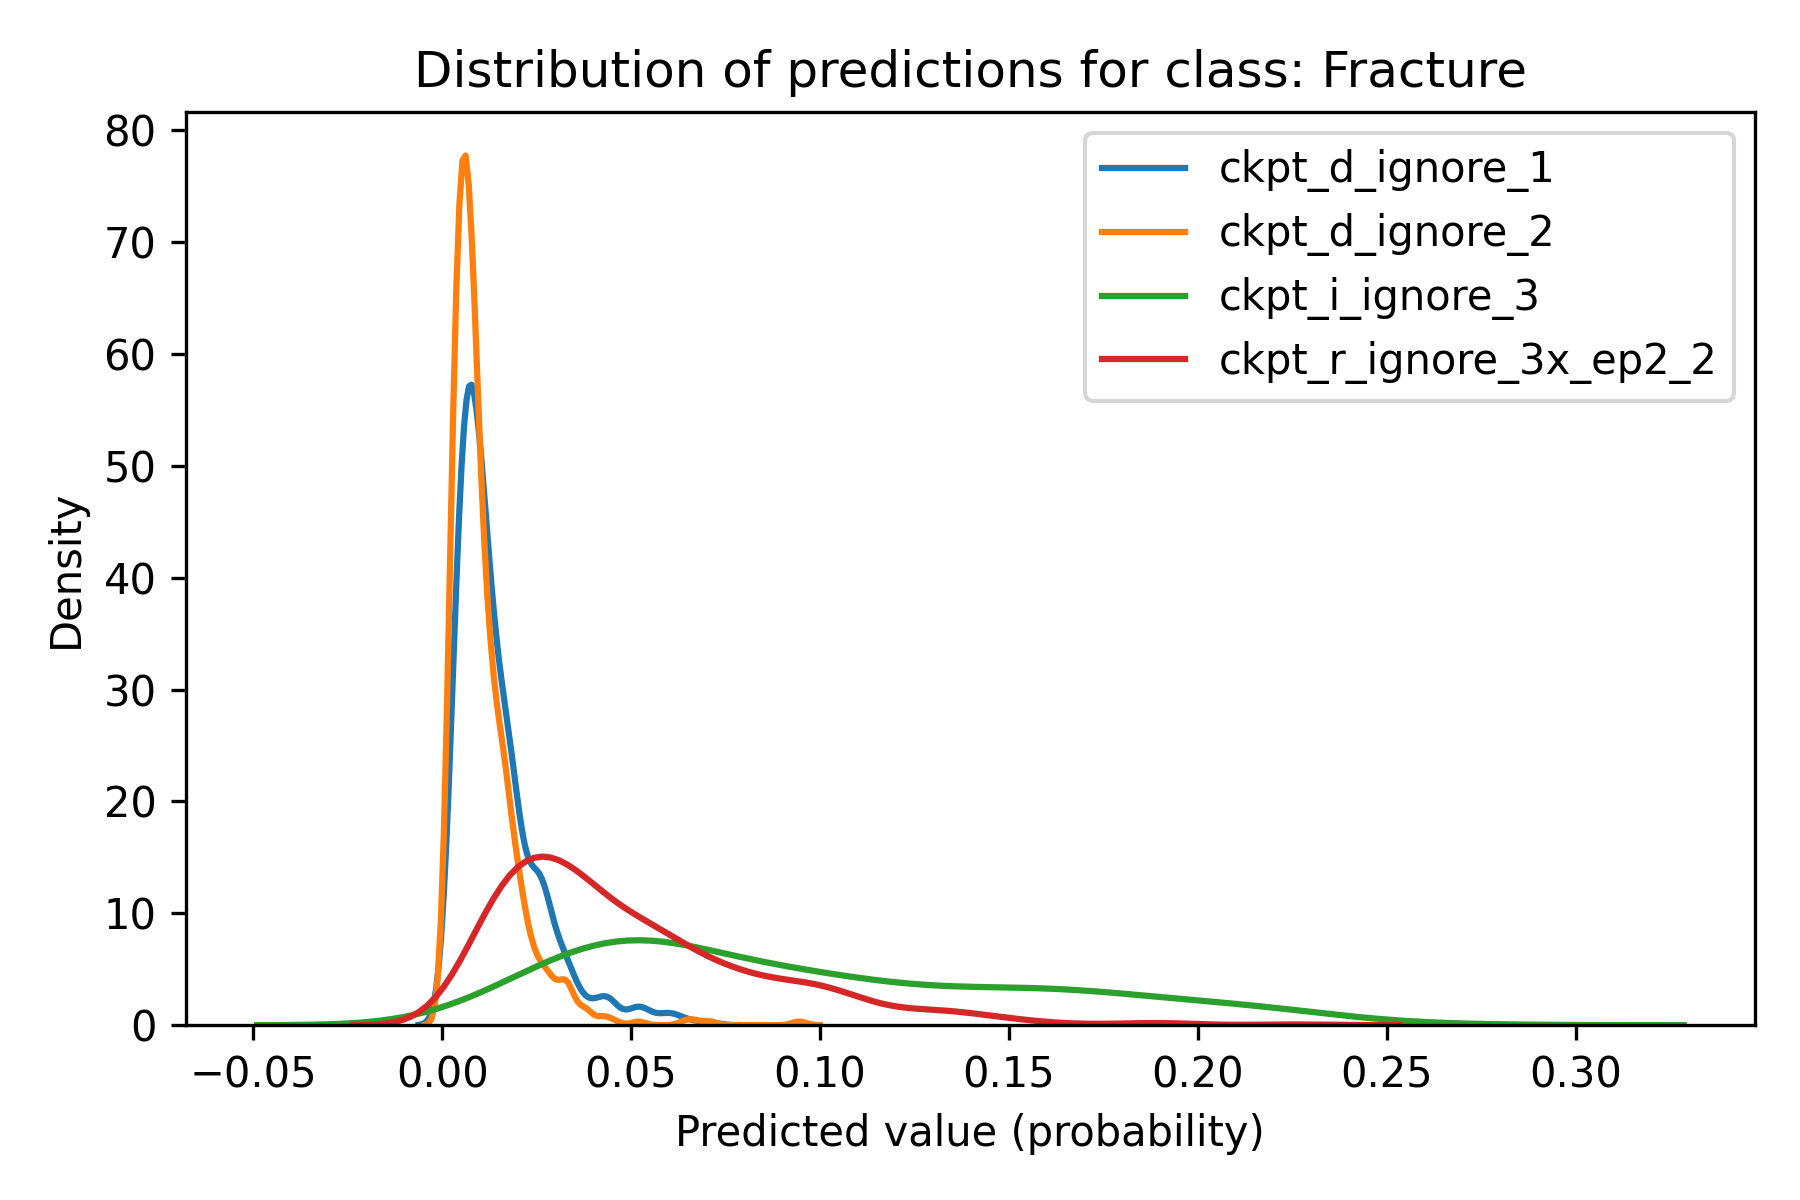 Distribution of predictions for class: Fracture
80
70
60
50
40
30
20
10
0
Density
ckpt_d_ignore_1
ckpt_d_ignore_2
ckpt_i_ignore_3
ckpt_r_ignore_3x_ep2_2
−0.05 0.00 0.05 0.10 0.15 0.20 0.25 0.30
Predicted value (probability)